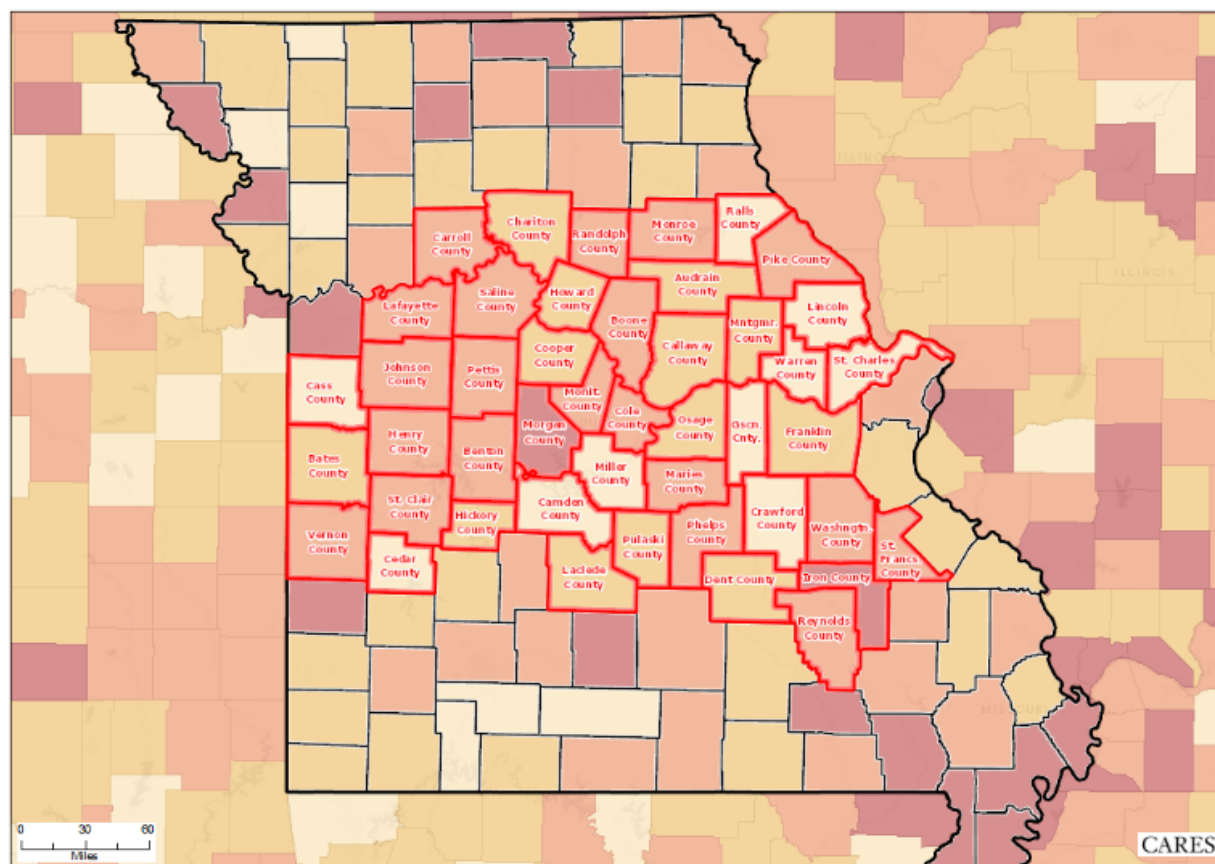 ILLINOIS
ILLINOIS
Chariton
County
Ralls
County
Carroll
County
Randolph
County
Monroe
County
Pike County
Audrain
County
Saline
County
Howard
County
Lafayette
County
Boone
County
Lincoln
County
Mntgmr.
County
Callaway
County
Cooper
County
Warren
County
St. Charles
County
Johnson
County
Pettis
County
Cass
County
Monit.
County
Cole
County
Morgan
County
Osage
County
Gscn.
Cnty.
Franklin
County
Henry
County
Benton
County
Bates
County
Miller
County
Maries
County
St. Clair
County
Hickory
County
Camden
County
Crawford
County
Washngtn.
County
Phelps
County
Vernon
County
Pulaski
County
St.
Francs.
County
Cedar
County
Laclede
County
Dent County
Iron County
Reynolds
County
0 30 60
Miles
CARES